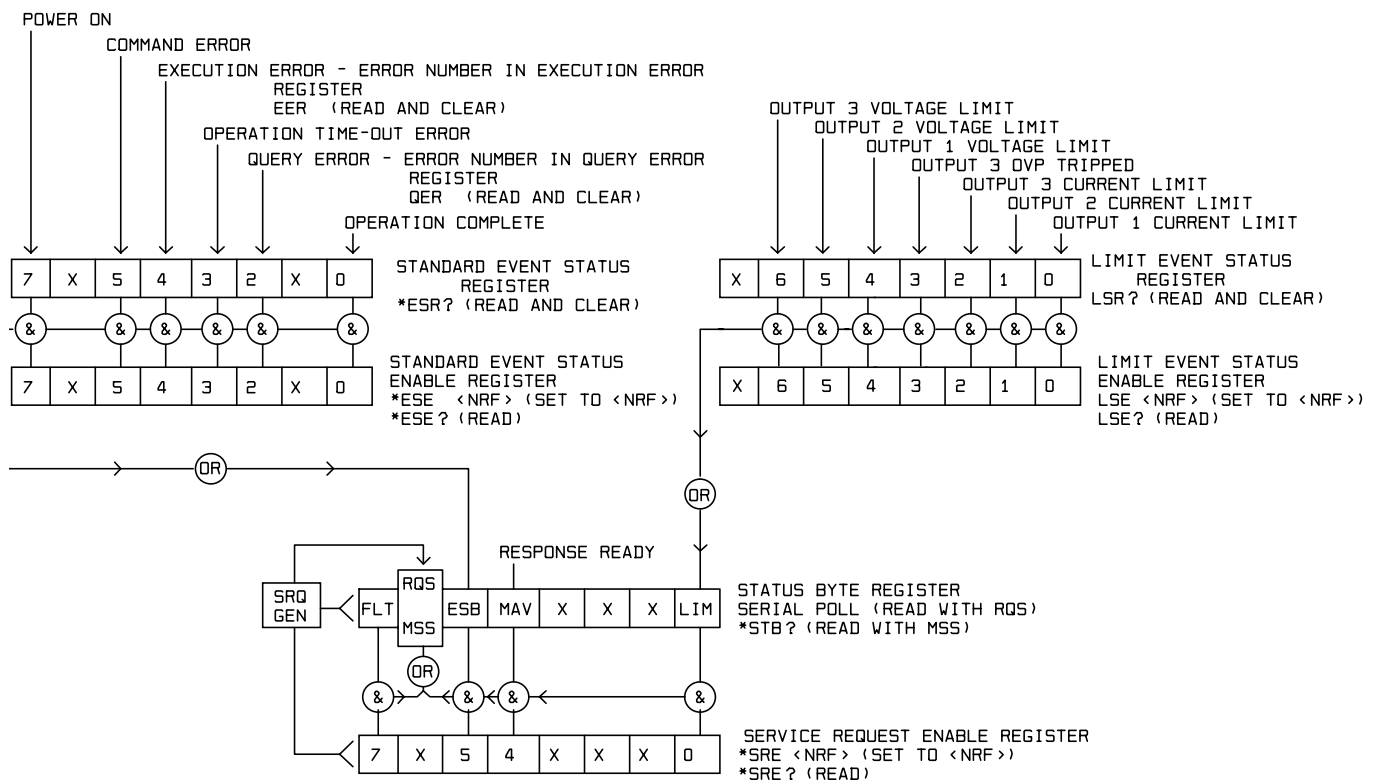 POWER ON
COMMAND ERROR
EXECUTION ERROR - ERROR NUMBER IN EXECUTION ERROR
REGISTER
EER (READ AND CLEAR)
OPERATION TIME-OUT ERROR
QUERY ERROR - ERROR NUMBER IN QUERY ERROR
REGISTER
QER (READ AND CLEAR)
OPERATION COMPLETE
7 X 5 4 3 2 X 0
STANDARD EVENT STATUS
REGISTER
*ESR? (READ AND CLEAR)
& & & & & &
7 X 5 4 3 2 X 0
STANDARD EVENT STATUS
ENABLE REGISTER
*ESE <NRF> (SET TO <NRF>)
*ESE? (READ)
OUTPUT 3 VOLTAGE LIMIT
OUTPUT 2 VOLTAGE LIMIT
OUTPUT 1 VOLTAGE LIMIT
OUTPUT 3 OVP TRIPPED
OUTPUT 3 CURRENT LIMIT
OUTPUT 2 CURRENT LIMIT
OUTPUT 1 CURRENT LIMIT
X 6 5 4 3 2 1 0
LIMIT EVENT STATUS
REGISTER
LSR? (READ AND CLEAR)
& & & & & & &
X 6 5 4 3 2 1 0
LIMIT EVENT STATUS
ENABLE REGISTER
LSE <NRF> (SET TO <NRF>)
LSE? (READ)
OR
OR
RESPONSE READY
SRQ
GEN
FLT
RQS
MSS
ESB MAV X X X LIM
STATUS BYTE REGISTER
SERIAL POLL (READ WITH RQS)
*STB? (READ WITH MSS)
OR
& & & &
7 X 5 4 X X X 0
SERVICE REQUEST ENABLE REGISTER
*SRE <NRF> (SET TO <NRF>)
*SRE? (READ)